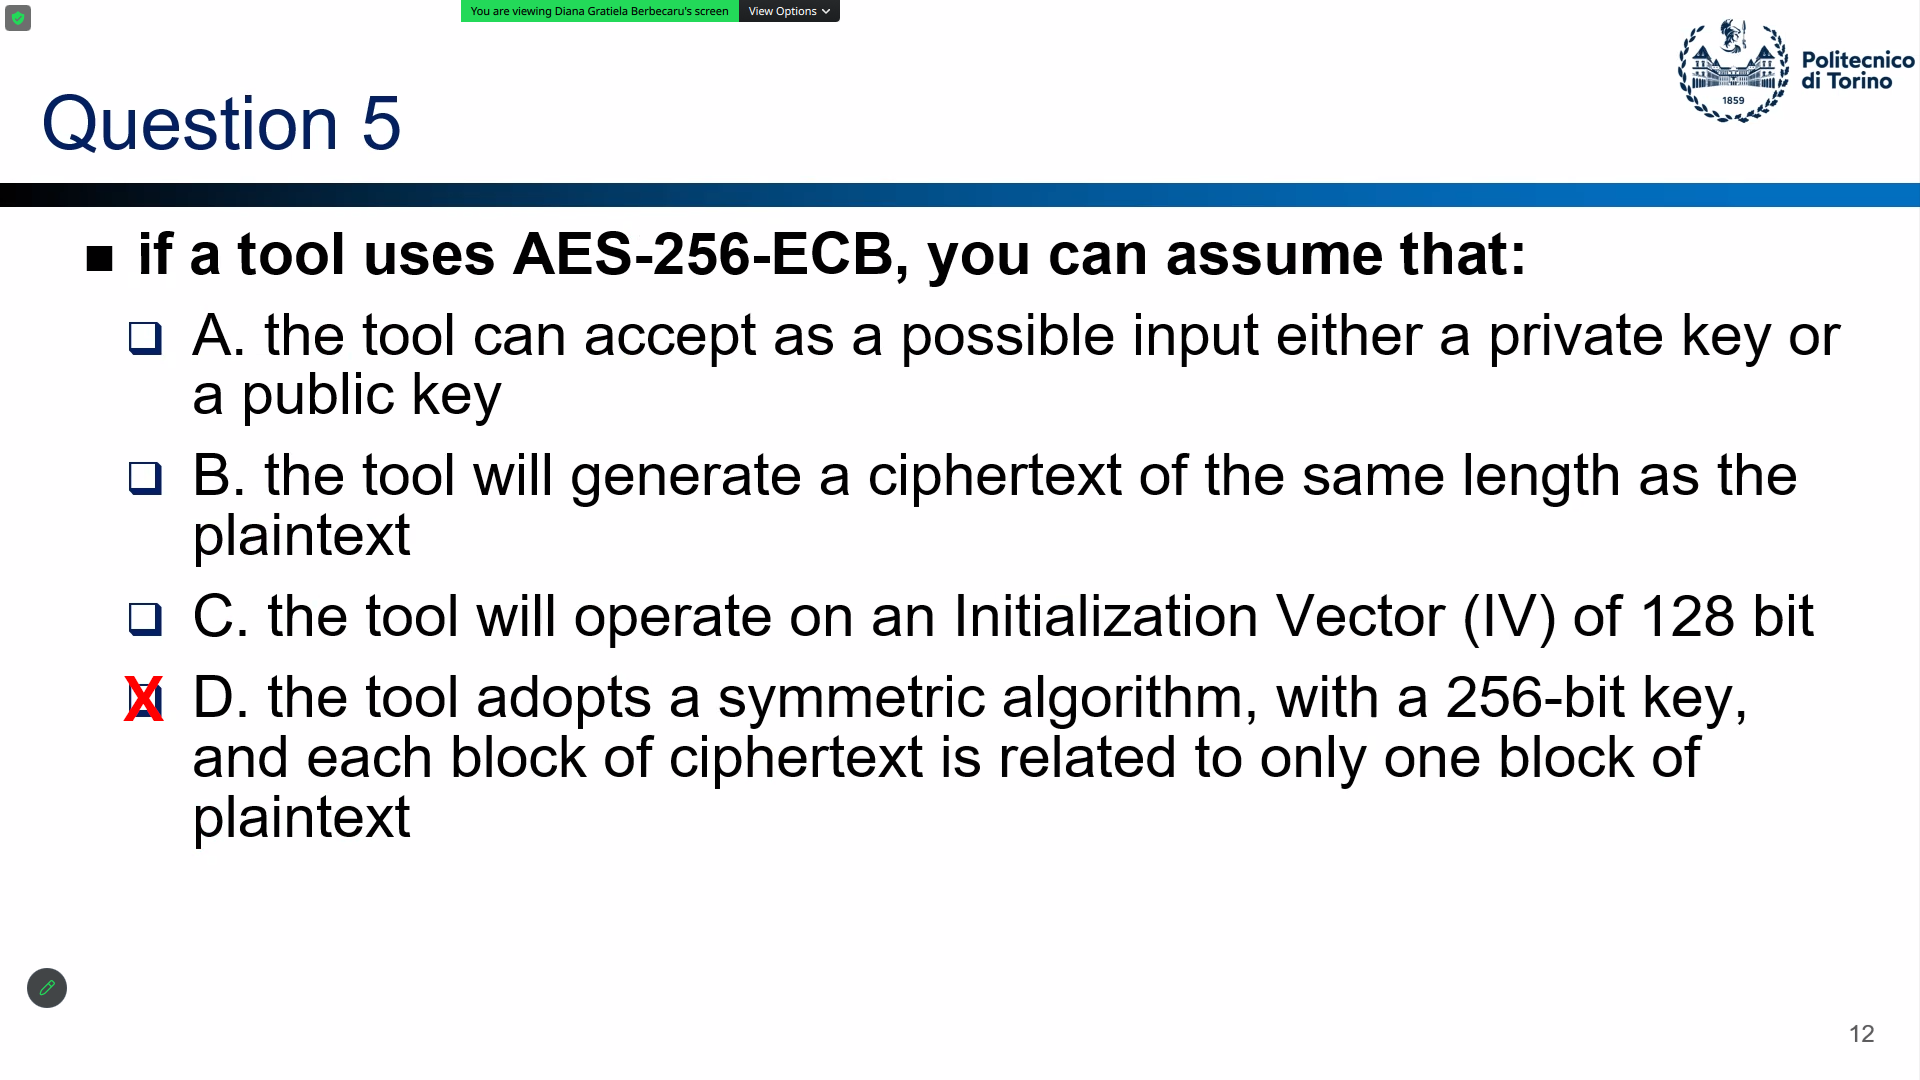 You are viewing Diana Gratiela Berbecaru's screen View Options
Politecnico
di Torino
1859
Question 5
if a tool uses AES-256-ECB, you can assume that:
A. the tool can accept as a possible input either a private key or
a public key
B. the tool will generate a ciphertext of the same length as the
plaintext
C. the tool will operate on an Initialization Vector (IV) of 128 bit
X D. the tool adopts a symmetric algorithm, with a 256-bit key,
and each block of ciphertext is related to only one block of
plaintext
12